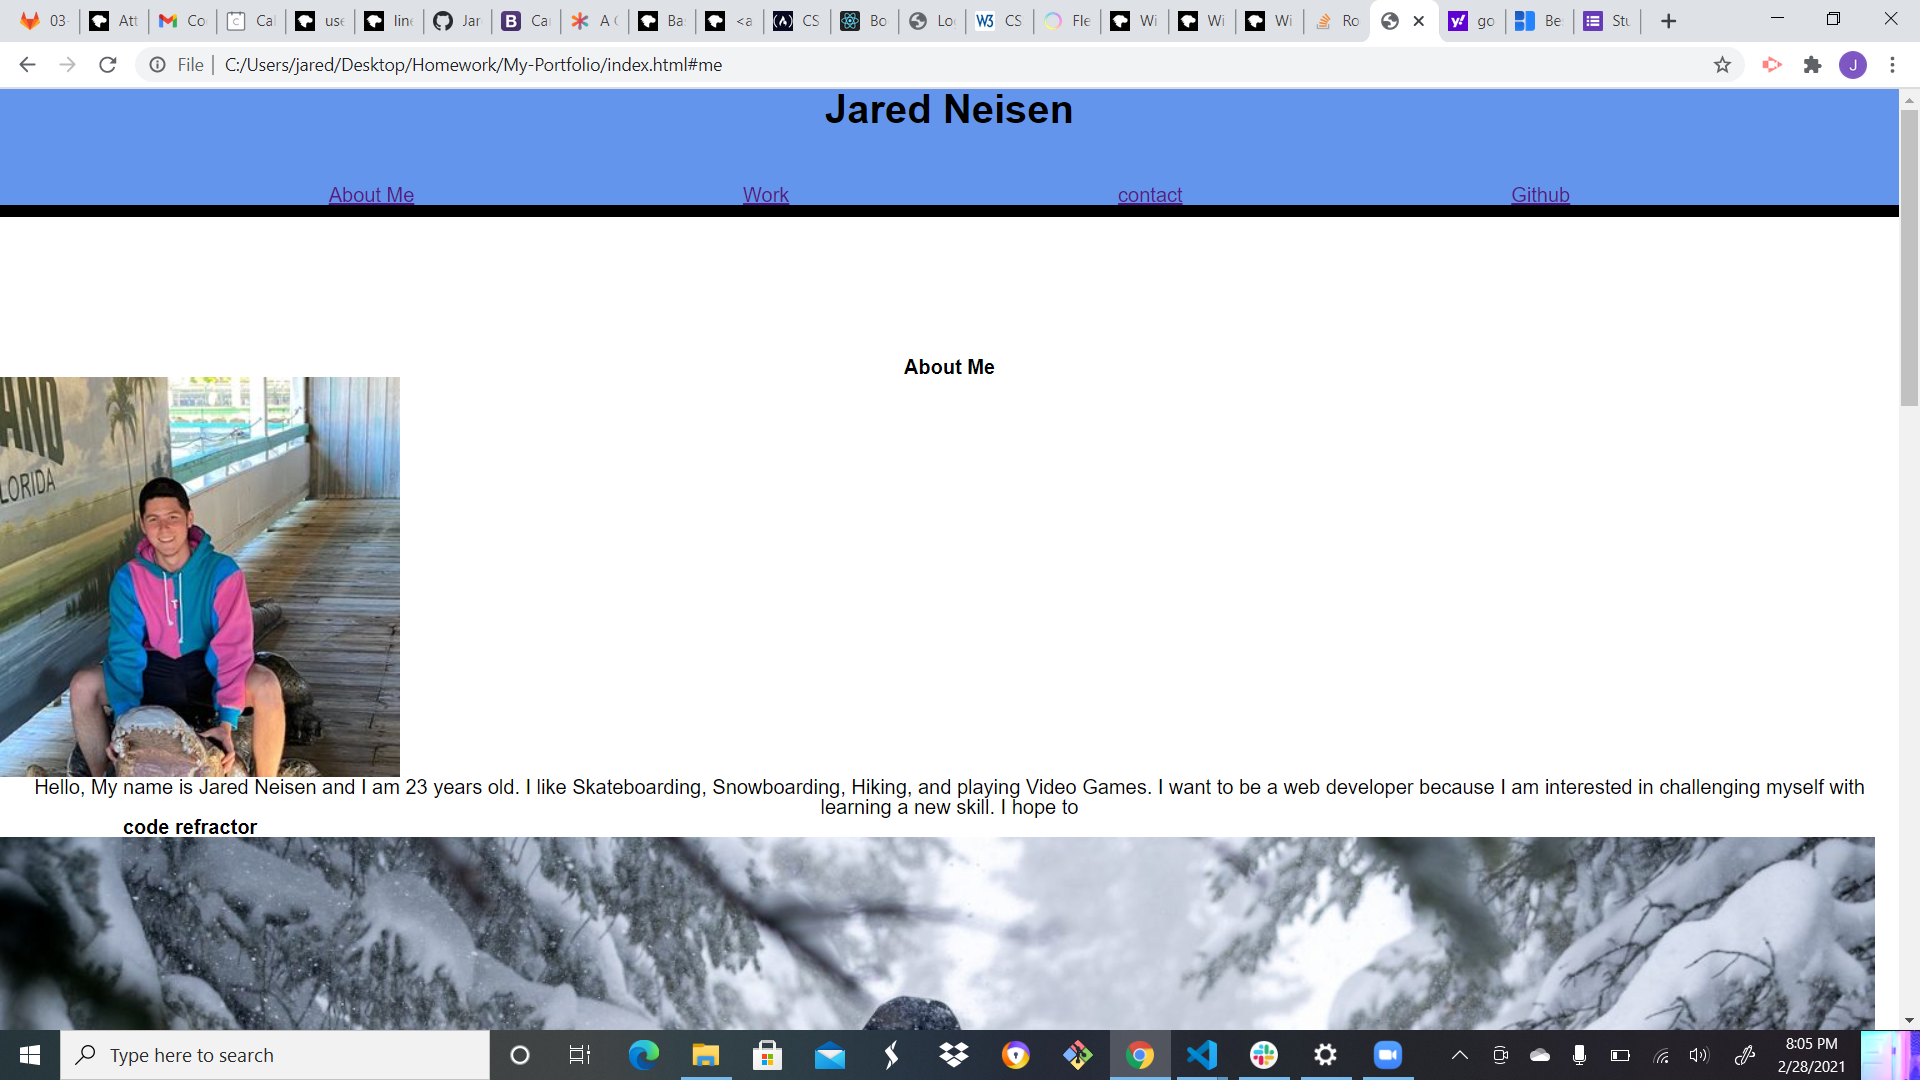 03-
Att
Co
Cal
use
line
Jar
Ca
A
Ba
<a
CS
Bo
Lo
W3 CS
Fle
Wi
Wi
Wi
Ro
go
Be
Stu
File | C:/Users/jared/Desktop/Homework/My-Portfolio/index.html#me
J
Jared Neisen
About Me Work contact Github
About Me
AND
LORIDA
Hello, My name is Jared Neisen and I am 23 years old. I like Skateboarding, Snowboarding, Hiking, and playing Video Games. I want to be a web developer because I am interested in challenging myself with
learning a new skill. I hope to
code refractor
Type here to search
8:05 PM
2/28/2021